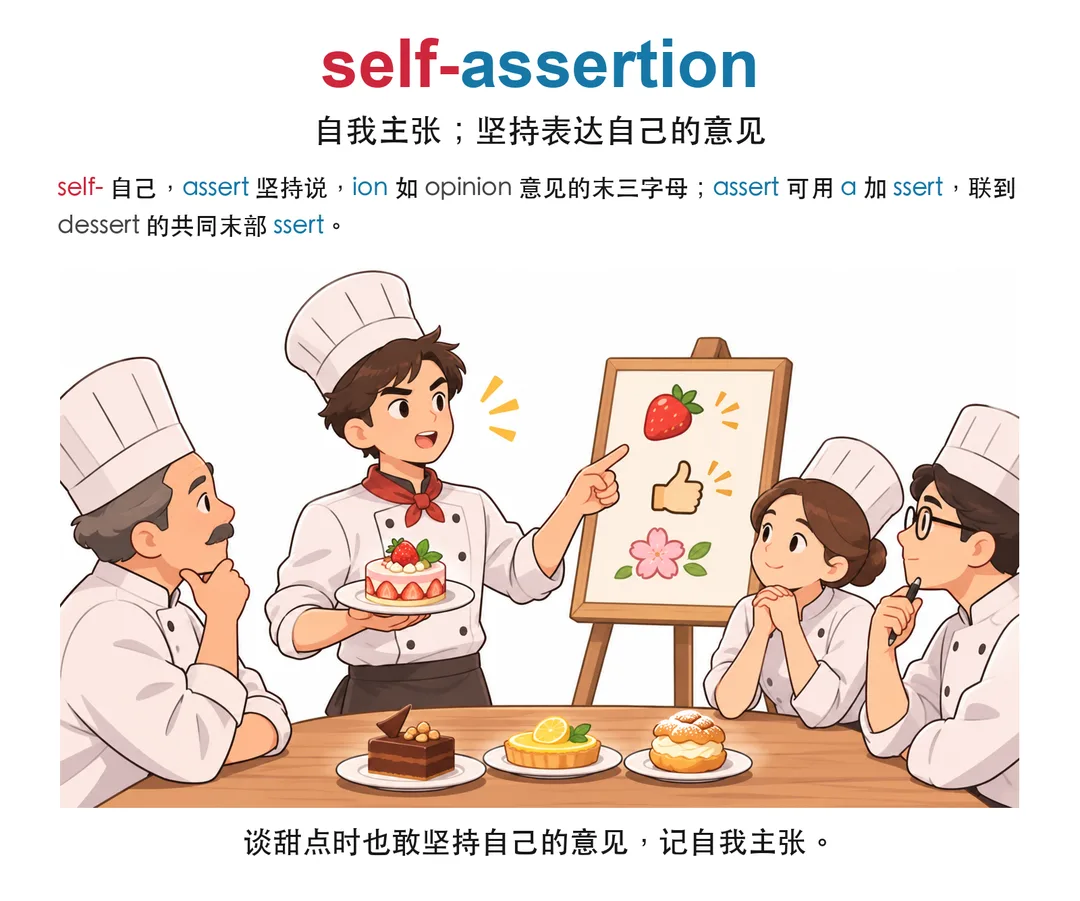 self-assertion
自我主张；坚持表达自己的意见
self- 自己，assert 坚持说，ion 如 opinion 意见的末三字母；assert 可用 a 加 ssert，联到
dessert 的共同末部 ssert。
谈甜点时也敢坚持自己的意见，记自我主张。